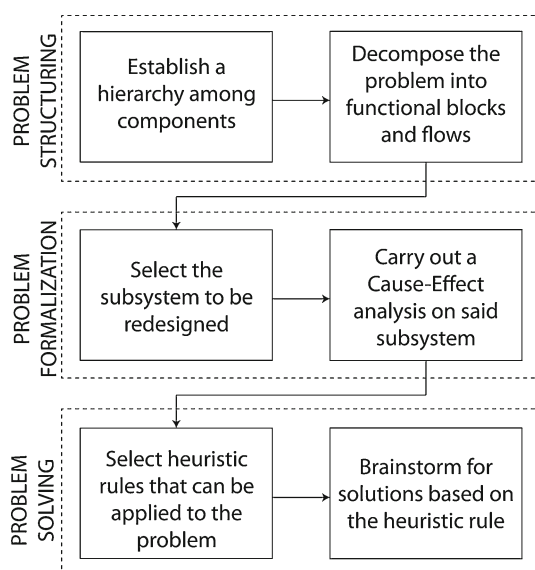 PROBLEM
STRUCTURING
Establish a
hierarchy among
components
Decompose the
problem into
functional blocks
and flows
PROBLEM
FORMALIZATION
Select the
subsystem to be
redesigned
Carry out a
Cause-Effect
analysis on said
subsystem
PROBLEM
SOLVING
Select heuristic
rules that can be
applied to the
problem
Brainstorm for
solutions based on
the heuristic rule